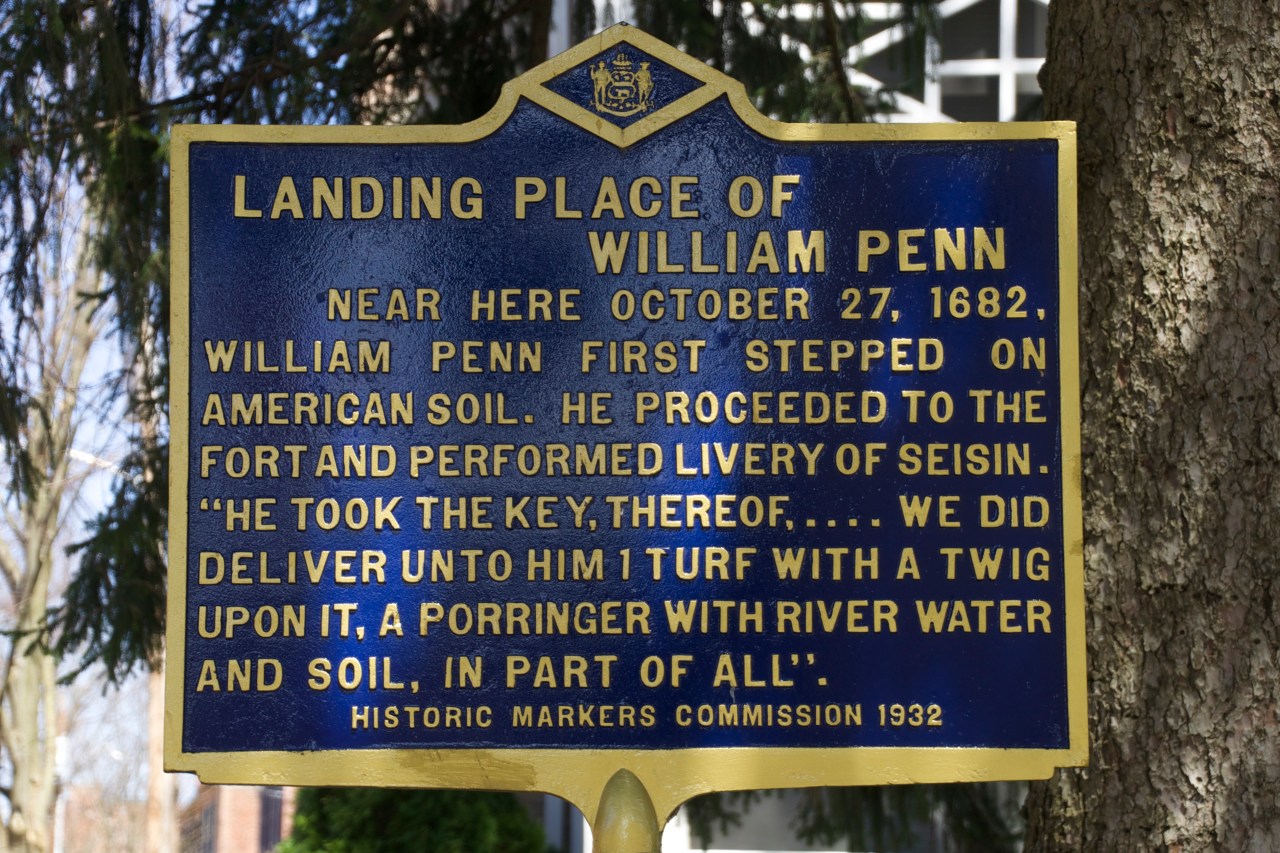 LANDING PLACE OF
WILLIAM PENN
NEAR HERE OCTOBER 27, 1682,
WILLIAM PENN FIRST STEPPED ON
AMERICAN SOIL. HE PROCEEDED TO THE
FORT AND PERFORMED LIVERY OF SEISIN.
“HE TOOK THE KEY, THEREOF, .... WE DID
DELIVER UNTO HIM 1 TURF WITH A TWIG
UPON IT, A PORRINGER WITH RIVER WATER
AND SOIL, IN PART OF ALL”.
HISTORIC MARKERS COMMISSION 1932